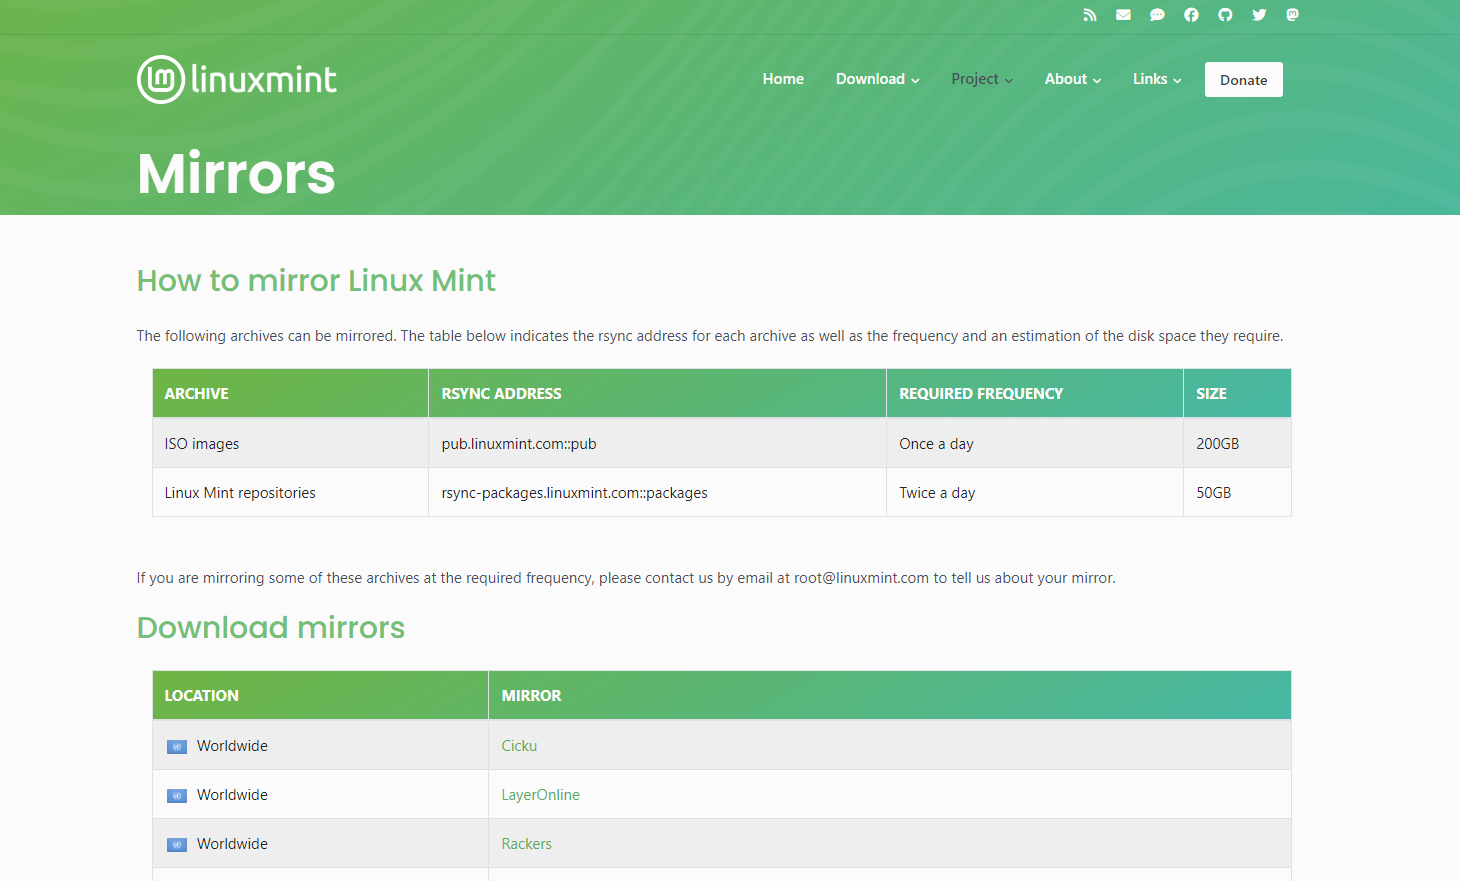 linuxmint
Home Download Project About Links Donate
Mirrors
How to mirror Linux Mint
The following archives can be mirrored. The table below indicates the rsync address for each archive as well as the frequency and an estimation of the disk space they require.
ARCHIVE RSYNC ADDRESS REQUIRED FREQUENCY SIZE
ISO images pub.linuxmint.com::pub Once a day 200GB
Linux Mint repositories rsync-packages.linuxmint.com::packages Twice a day 50GB
If you are mirroring some of these archives at the required frequency, please contact us by email at root@linuxmint.com to tell us about your mirror.
Download mirrors
LOCATION MIRROR
Worldwide Cicku
Worldwide LayerOnline
Worldwide Rackers